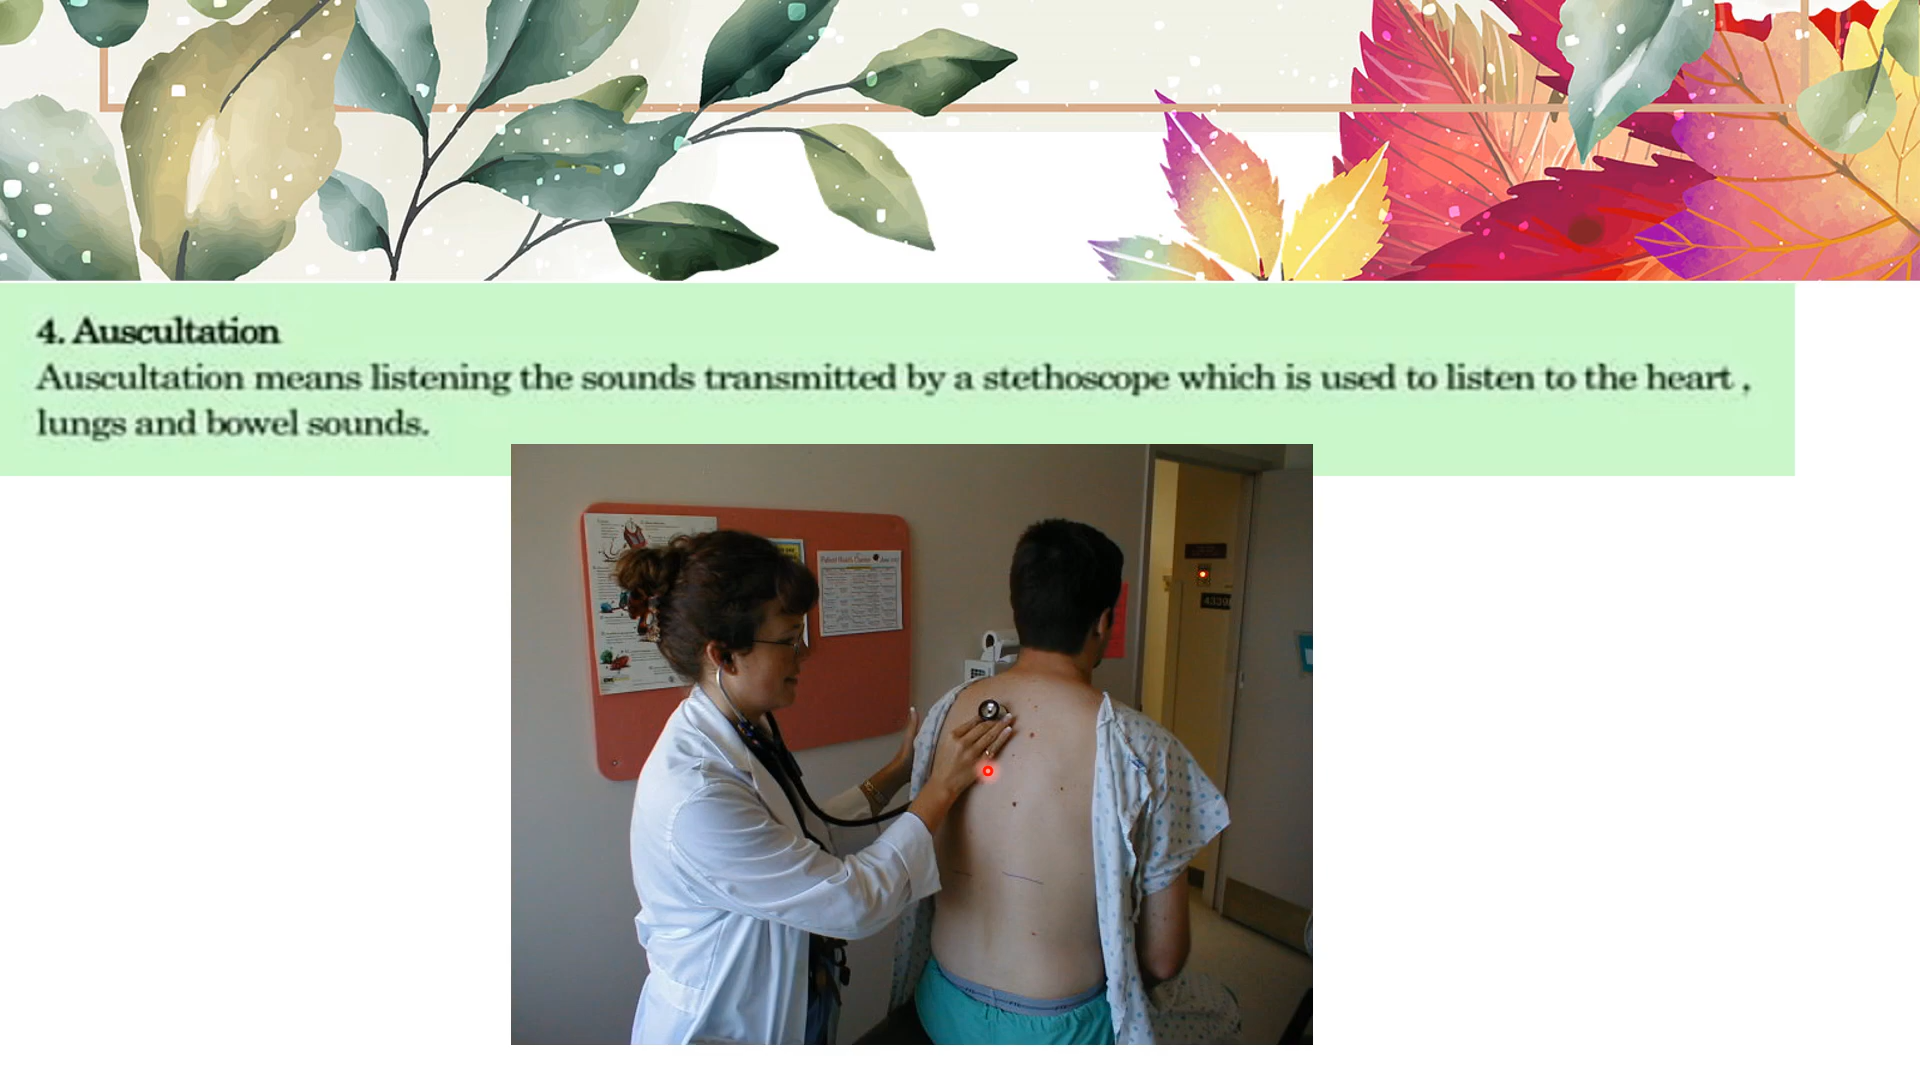 4. Auscultation
Auscultation means listening the sounds transmitted by a stethoscope which is used to listen to the heart ,
lungs and bowel sounds.